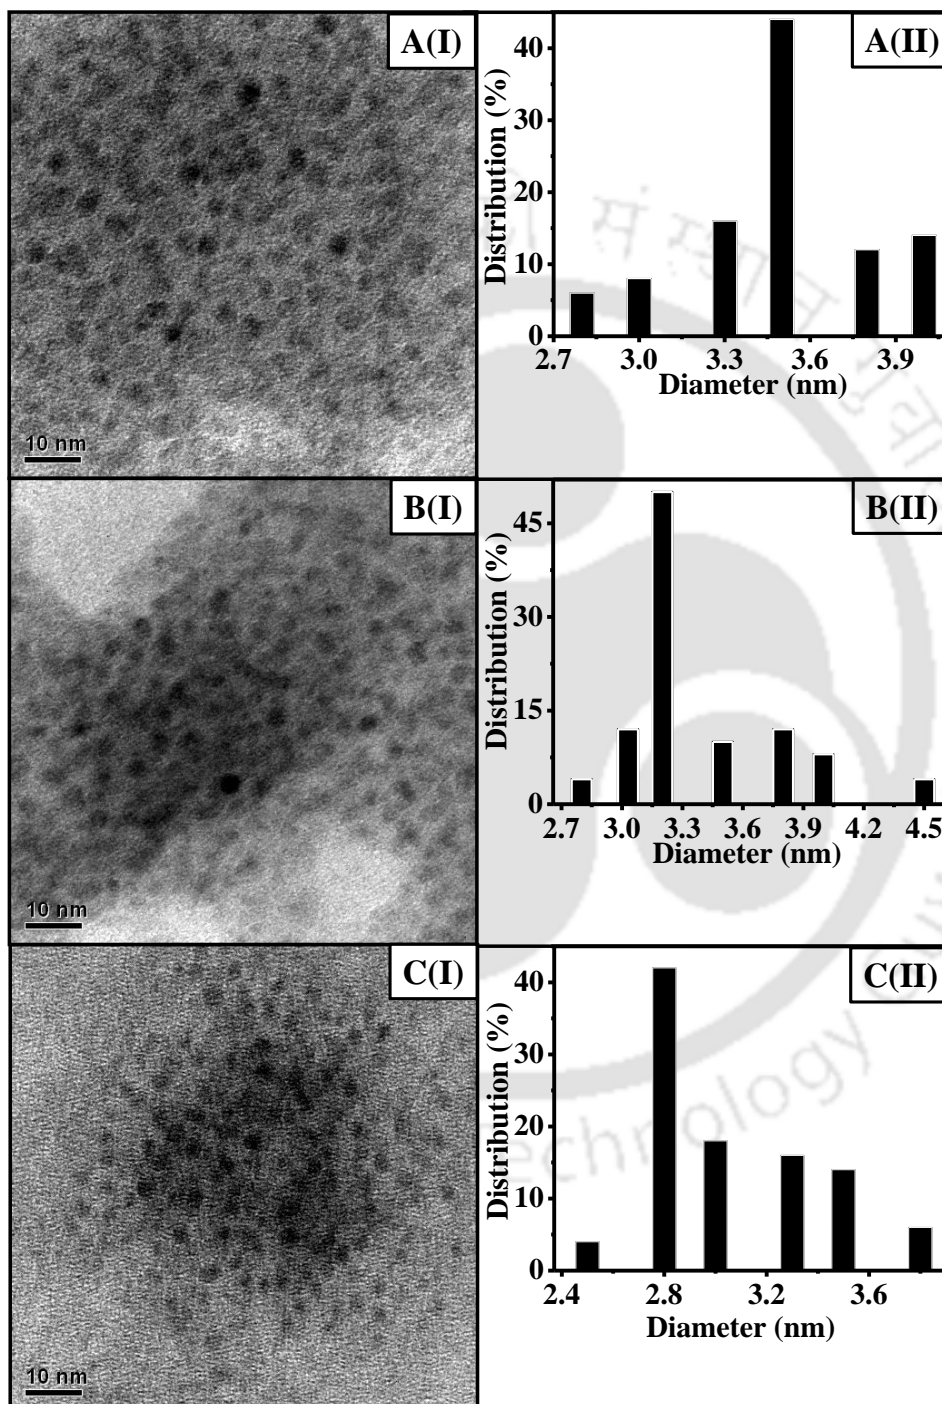 A(I)
10 nm
A(II)
Distribution (%)
40
30
20
10
0
2.7 3.0 3.3 3.6 3.9
Diameter (nm)
B(I)
10 nm
B(II)
Distribution (%)
45
30
15
0
2.7 3.0 3.3 3.6 3.9 4.2 4.5
Diameter (nm)
C(I)
10 nm
C(II)
Distribution (%)
40
30
20
10
0
2.4 2.8 3.2 3.6
Diameter (nm)
echnology